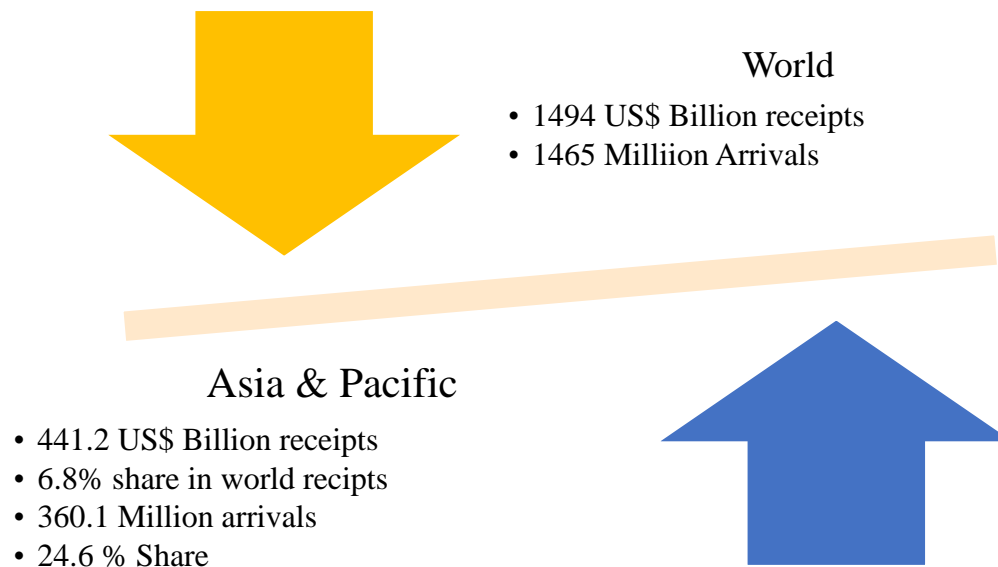 World
• 1494 US$ Billion receipts
• 1465 Milliion Arrivals
Asia & Pacific
• 441.2 US$ Billion receipts
• 6.8% share in world recipts
• 360.1 Million arrivals
• 24.6 % Share